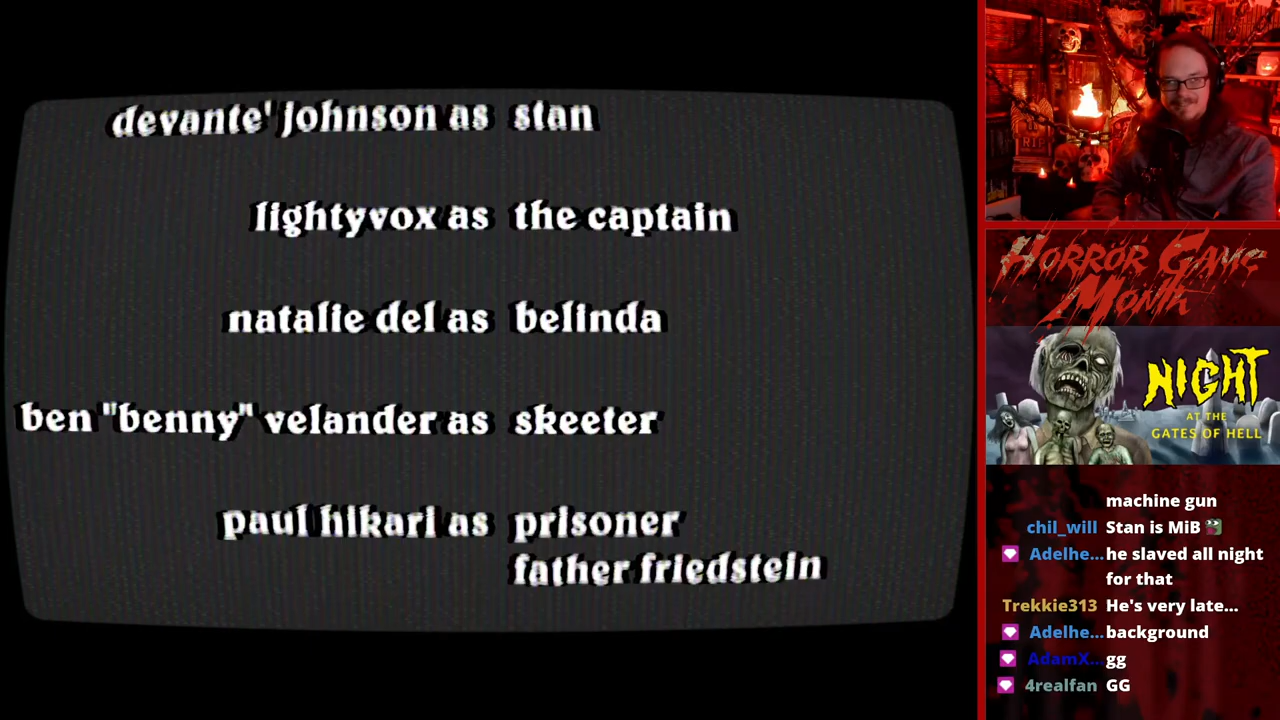 devante' johnson as stan
lightyvox as the captain
natalie del as belinda
ben "benny" velander as skeeter
paul hikari as prisoner
father friedstein
HORROR GAME
MONTH
NIGHT
AT THE
GATES OF HELL
machine gun
chil_will Stan is MiB
Adelhe... he slaved all night
for that
Trekkie313 He's very late...
Adelhe... background
AdamX... gg
4realfan GG